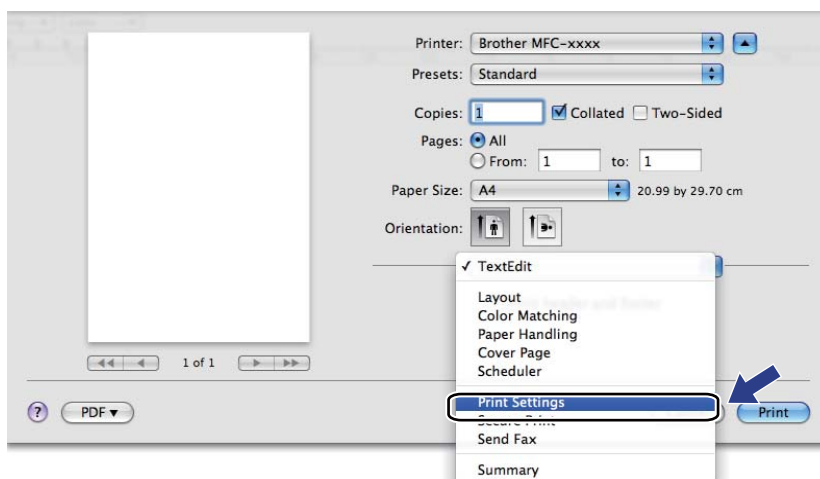 Printer: Brother MFC-xxxx
Presets: Standard
Copies: 1 Collated Two-Sided
Pages: All
From: 1 to: 1
Paper Size: A4 20.99 by 29.70 cm
Orientation:
✓ TextEdit
Layout
Color Matching
Paper Handling
Cover Page
Scheduler
1 of 1
Print Settings
Secure Print
Send Fax
Summary
? PDF ▼
Print